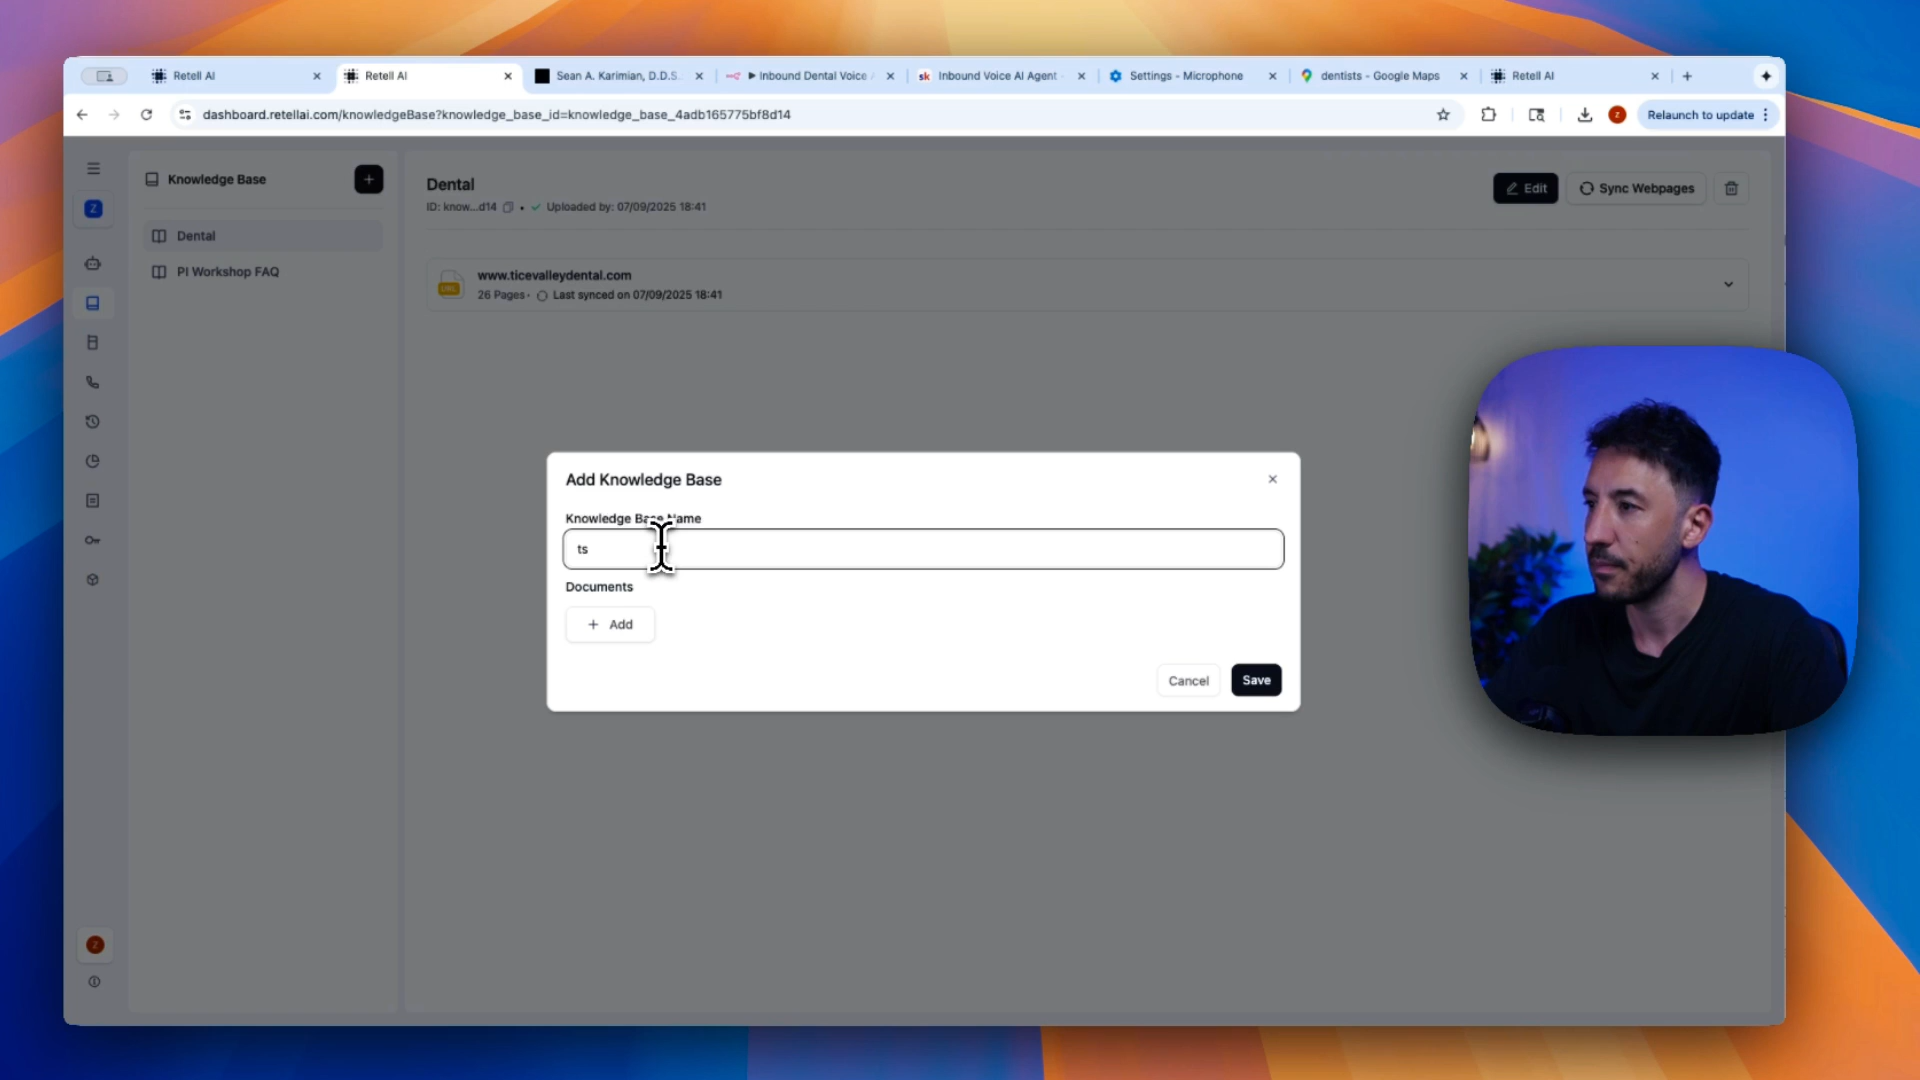 Retell AI
Retell AI
Sean A. Karimian, D.D.S.
Inbound Dental Voice
sk Inbound Voice AI Agent
Settings - Microphone
dentists - Google Maps
Retell AI
dashboard.retellai.com/knowledgeBase?knowledge_base_id=knowledge_base_4adb165775bf8d14
Z
Relaunch to update
Z
Knowledge Base
Dental
PI Workshop FAQ
Dental
ID: know...d14 • Uploaded by: 07/09/2025 18:41
Edit
Sync Webpages
URL
www.ticevalleydental.com
26 Pages • Last synced on 07/09/2025 18:41
Add Knowledge Base
Knowledge Base Name
ts
Documents
+ Add
Cancel
Save
Z